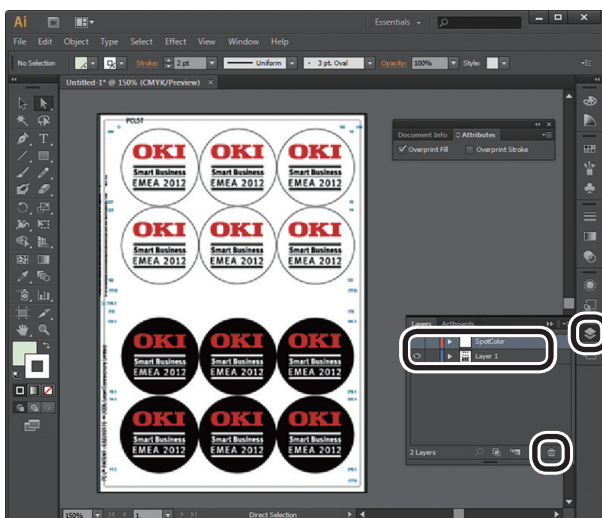 Ai Br Essentials
File Edit Object Type Select Effect View Window Help
No Selection Stroke: 2 pt Uniform 3 pt. Oval Opacity: 100% Style:
Untitled-1* @ 150% (CMYK/Preview) ×
PCL57
OKI OKI OKI
Smart Business Smart Business Smart Business
EMEA 2012 EMEA 2012 EMEA 2012
OKI OKI OKI
Smart Business Smart Business Smart Business
EMEA 2012 EMEA 2012 EMEA 2012
OKI OKI OKI
Smart Business Smart Business Smart Business
EMEA 2012 EMEA 2012 EMEA 2012
OKI OKI OKI
Smart Business Smart Business Smart Business
EMEA 2012 EMEA 2012 EMEA 2012
Document Info Attributes
Overprint Fill Overprint Stroke
Layers Artboards
SpotColor
Layer 1
2 Layers
150% 1 Direct Selection